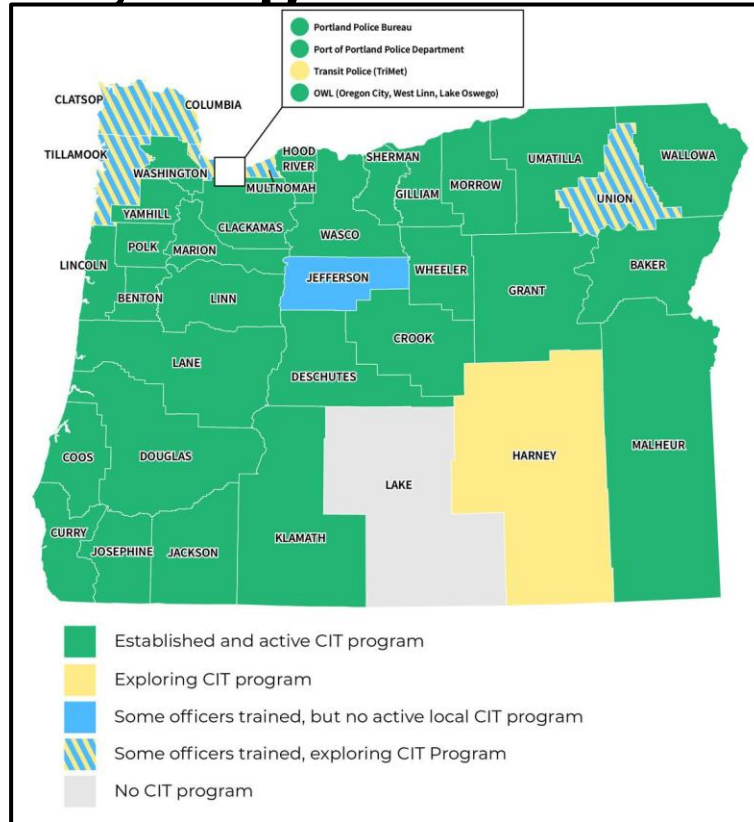 Portland Police Bureau
Port of Portland Police Department
Transit Police (TriMet)
OWL (Oregon City, West Linn, Lake Oswego)
CLATSOP
COLUMBIA
TILLAMOOK
WASHINGTON
HOOD
RIVER
MULTNOMAH
SHERMAN
GILLIAM
MORROW
UMATILLA
UNION
WALLOWA
YAMHILL
CLACKAMAS
POLK
MARION
WASCO
LINCOLN
JEFFERSON
WHEELER
BAKER
BENTON
LINN
GRANT
CROOK
LANE
DESCHUTES
COOS
DOUGLAS
LAKE
HARNEY
MALHEUR
CURRY
JOSEPHINE
JACKSON
KLAMATH
Established and active CIT program
Exploring CIT program
Some officers trained, but no active local CIT program
Some officers trained, exploring CIT Program
No CIT program